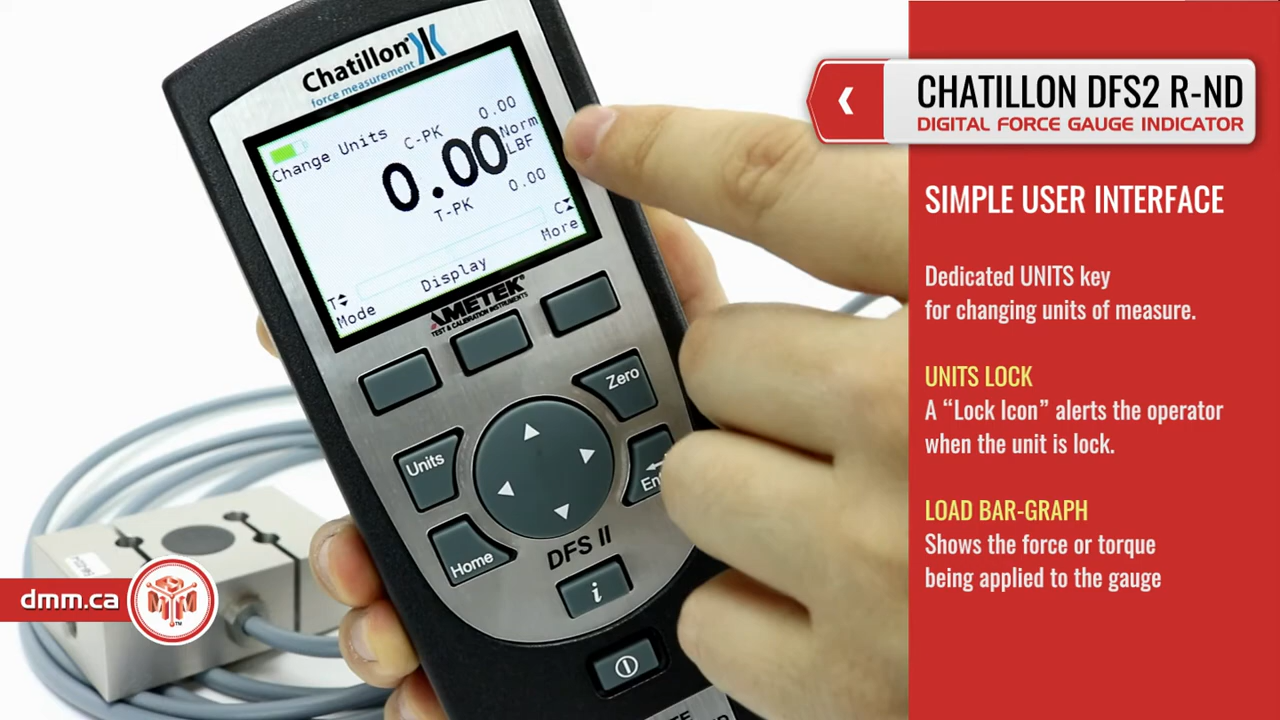 Chatillon
force measurement
Change Units
C-PK
0.00
0.00
Norm
LBF
T-PK
0.00
C
T
Mode
Display
More
AMETEK
TEST & CALIBRATION INSTRUMENTS
Zero
Units
Home
DFS II
i
dmm.ca
CHATILLON DFS2 R-ND
DIGITAL FORCE GAUGE INDICATOR
SIMPLE USER INTERFACE
Dedicated UNITS key
for changing units of measure.
UNITS LOCK
A “Lock Icon” alerts the operator
when the unit is lock.
LOAD BAR-GRAPH
Shows the force or torque
being applied to the gauge